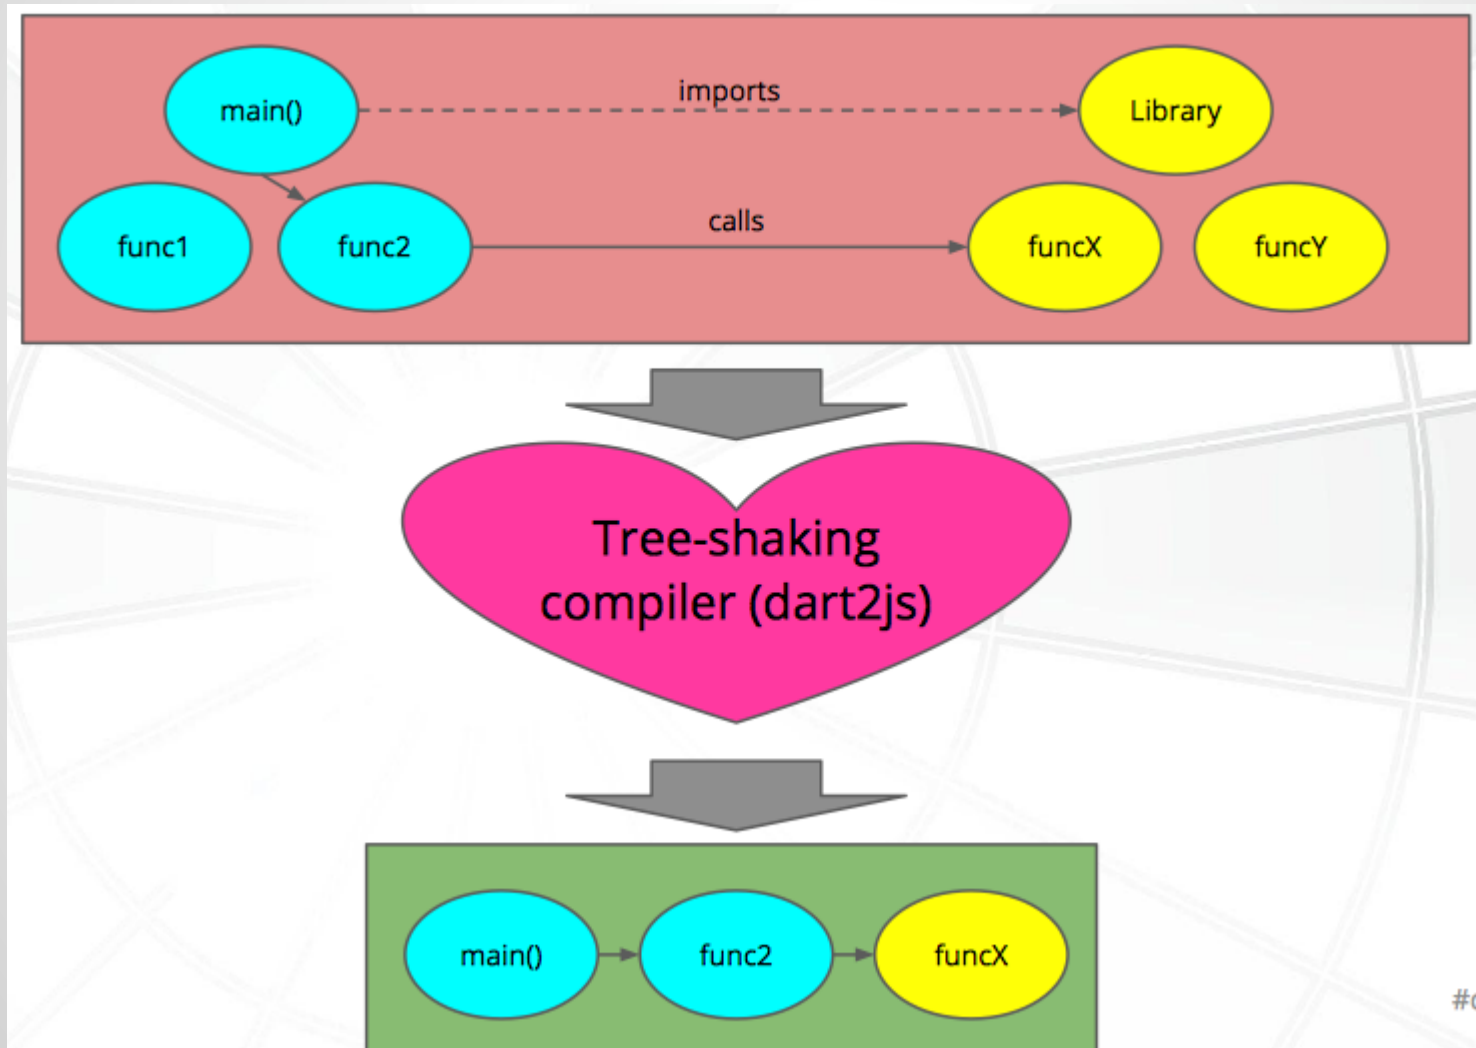 main()
imports
Library
func1
func2
calls
funcX
funcY
Tree-shaking
compiler (dart2js)
main()
func2
funcX